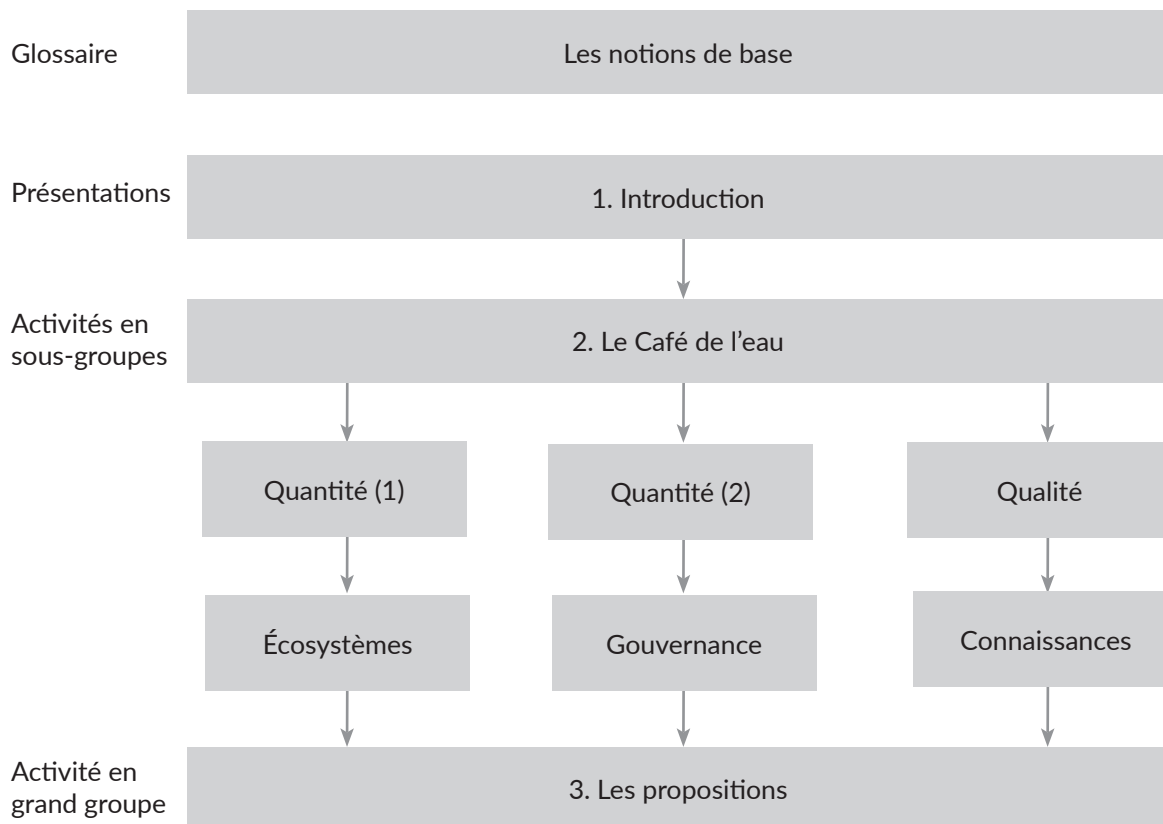 Glossaire
Les notions de base
Présentations
1. Introduction
Activités en
sous-groupes
2. Le Café de l’eau
Quantité (1)
Quantité (2)
Qualité
Écosystèmes
Gouvernance
Connaissances
Activité en
grand groupe
3. Les propositions